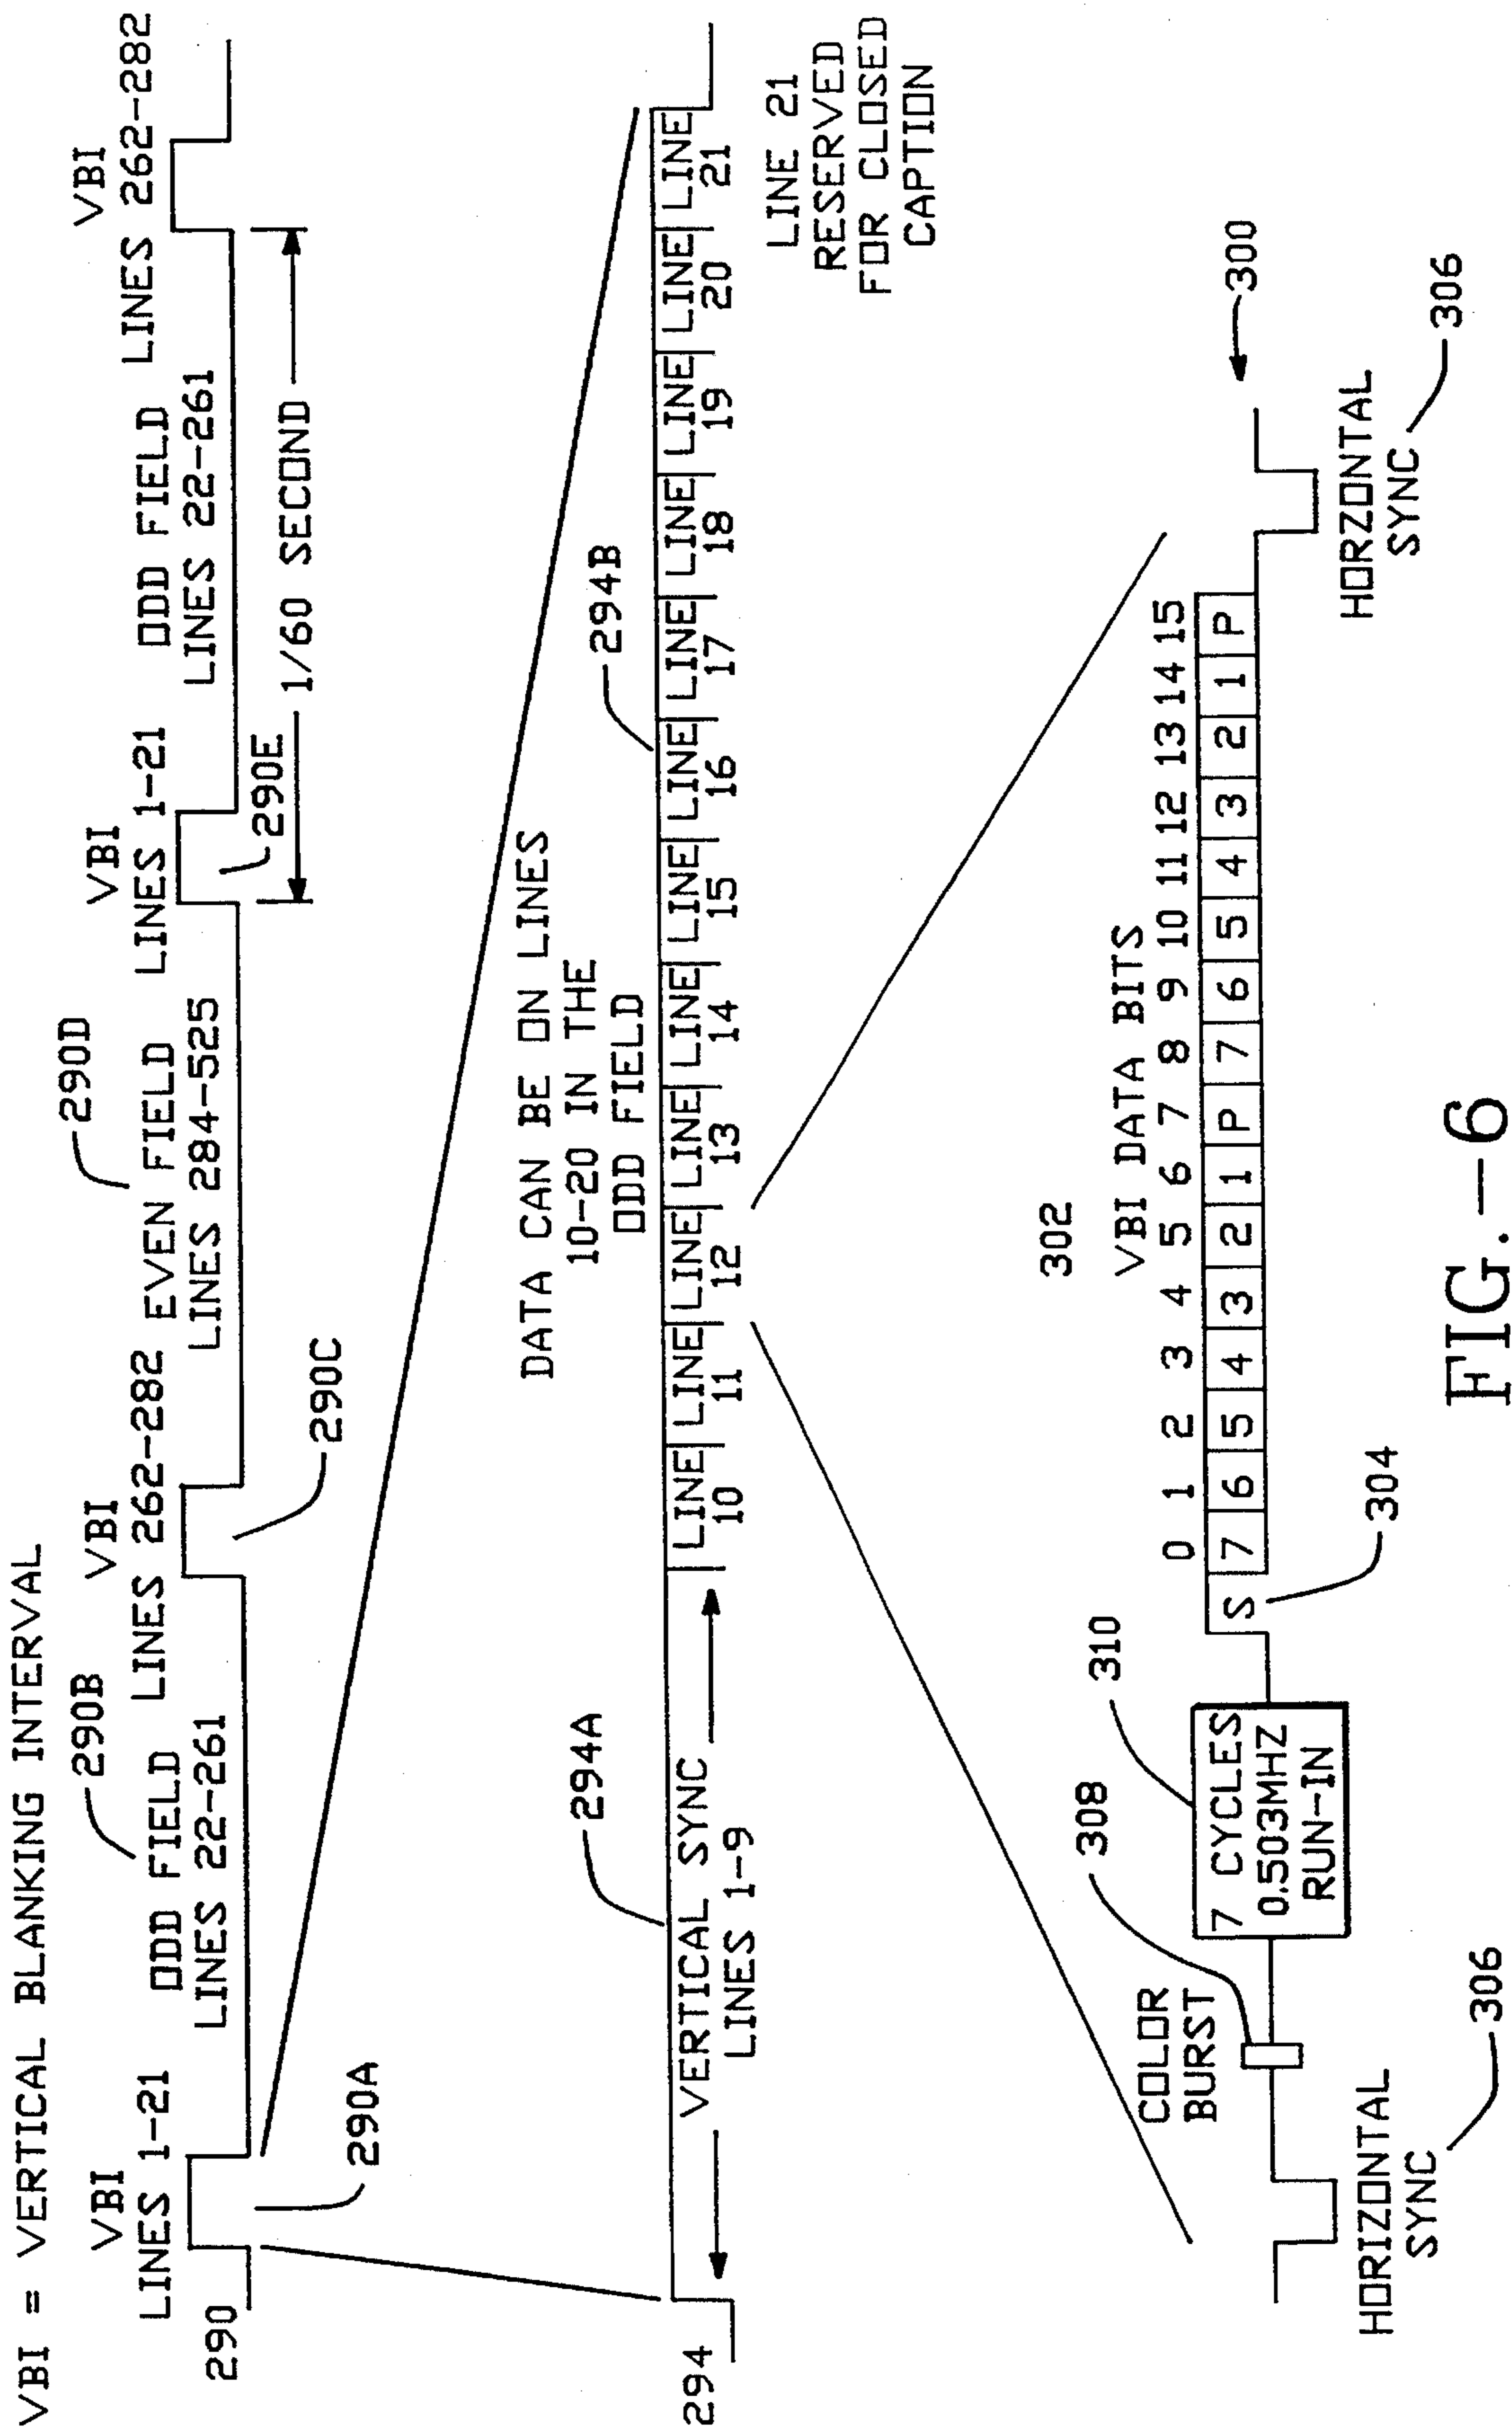 VBI = VERTICAL BLANKING INTERVAL
VBI
LINES 1-21
ODD FIELD
LINES 22-261
290B
VBI
LINES 262-282
EVEN FIELD
LINES 284-525
290D
VBI
LINES 1-21
ODD FIELD
LINES 22-261
VBI
LINES 262-282
290
290A
290C
290E
1/60 SECOND
DATA CAN BE ON LINES
10-20 IN THE
ODD FIELD
294
294A
294B
VERTICAL SYNC
LINES 1-9
LINE LINE LINE LINE LINE LINE LINE LINE LINE LINE LINE LINE
10 11 12 13 14 15 16 17 18 19 20 21
LINE 21
RESERVED
FOR CLOSED
CAPTION
302
VBI DATA BITS
0 1 2 3 4 5 6 7 8 9 10 11 12 13 14 15
S 7 6 5 4 3 2 1 P 7 6 5 4 3 2 1 P
300
COLOR
BURST
308
310
7 CYCLES
0.503MHZ
RUN-IN
304
HORIZONTAL
SYNC
306
HORZONTAL
SYNC
306
FIG.-6